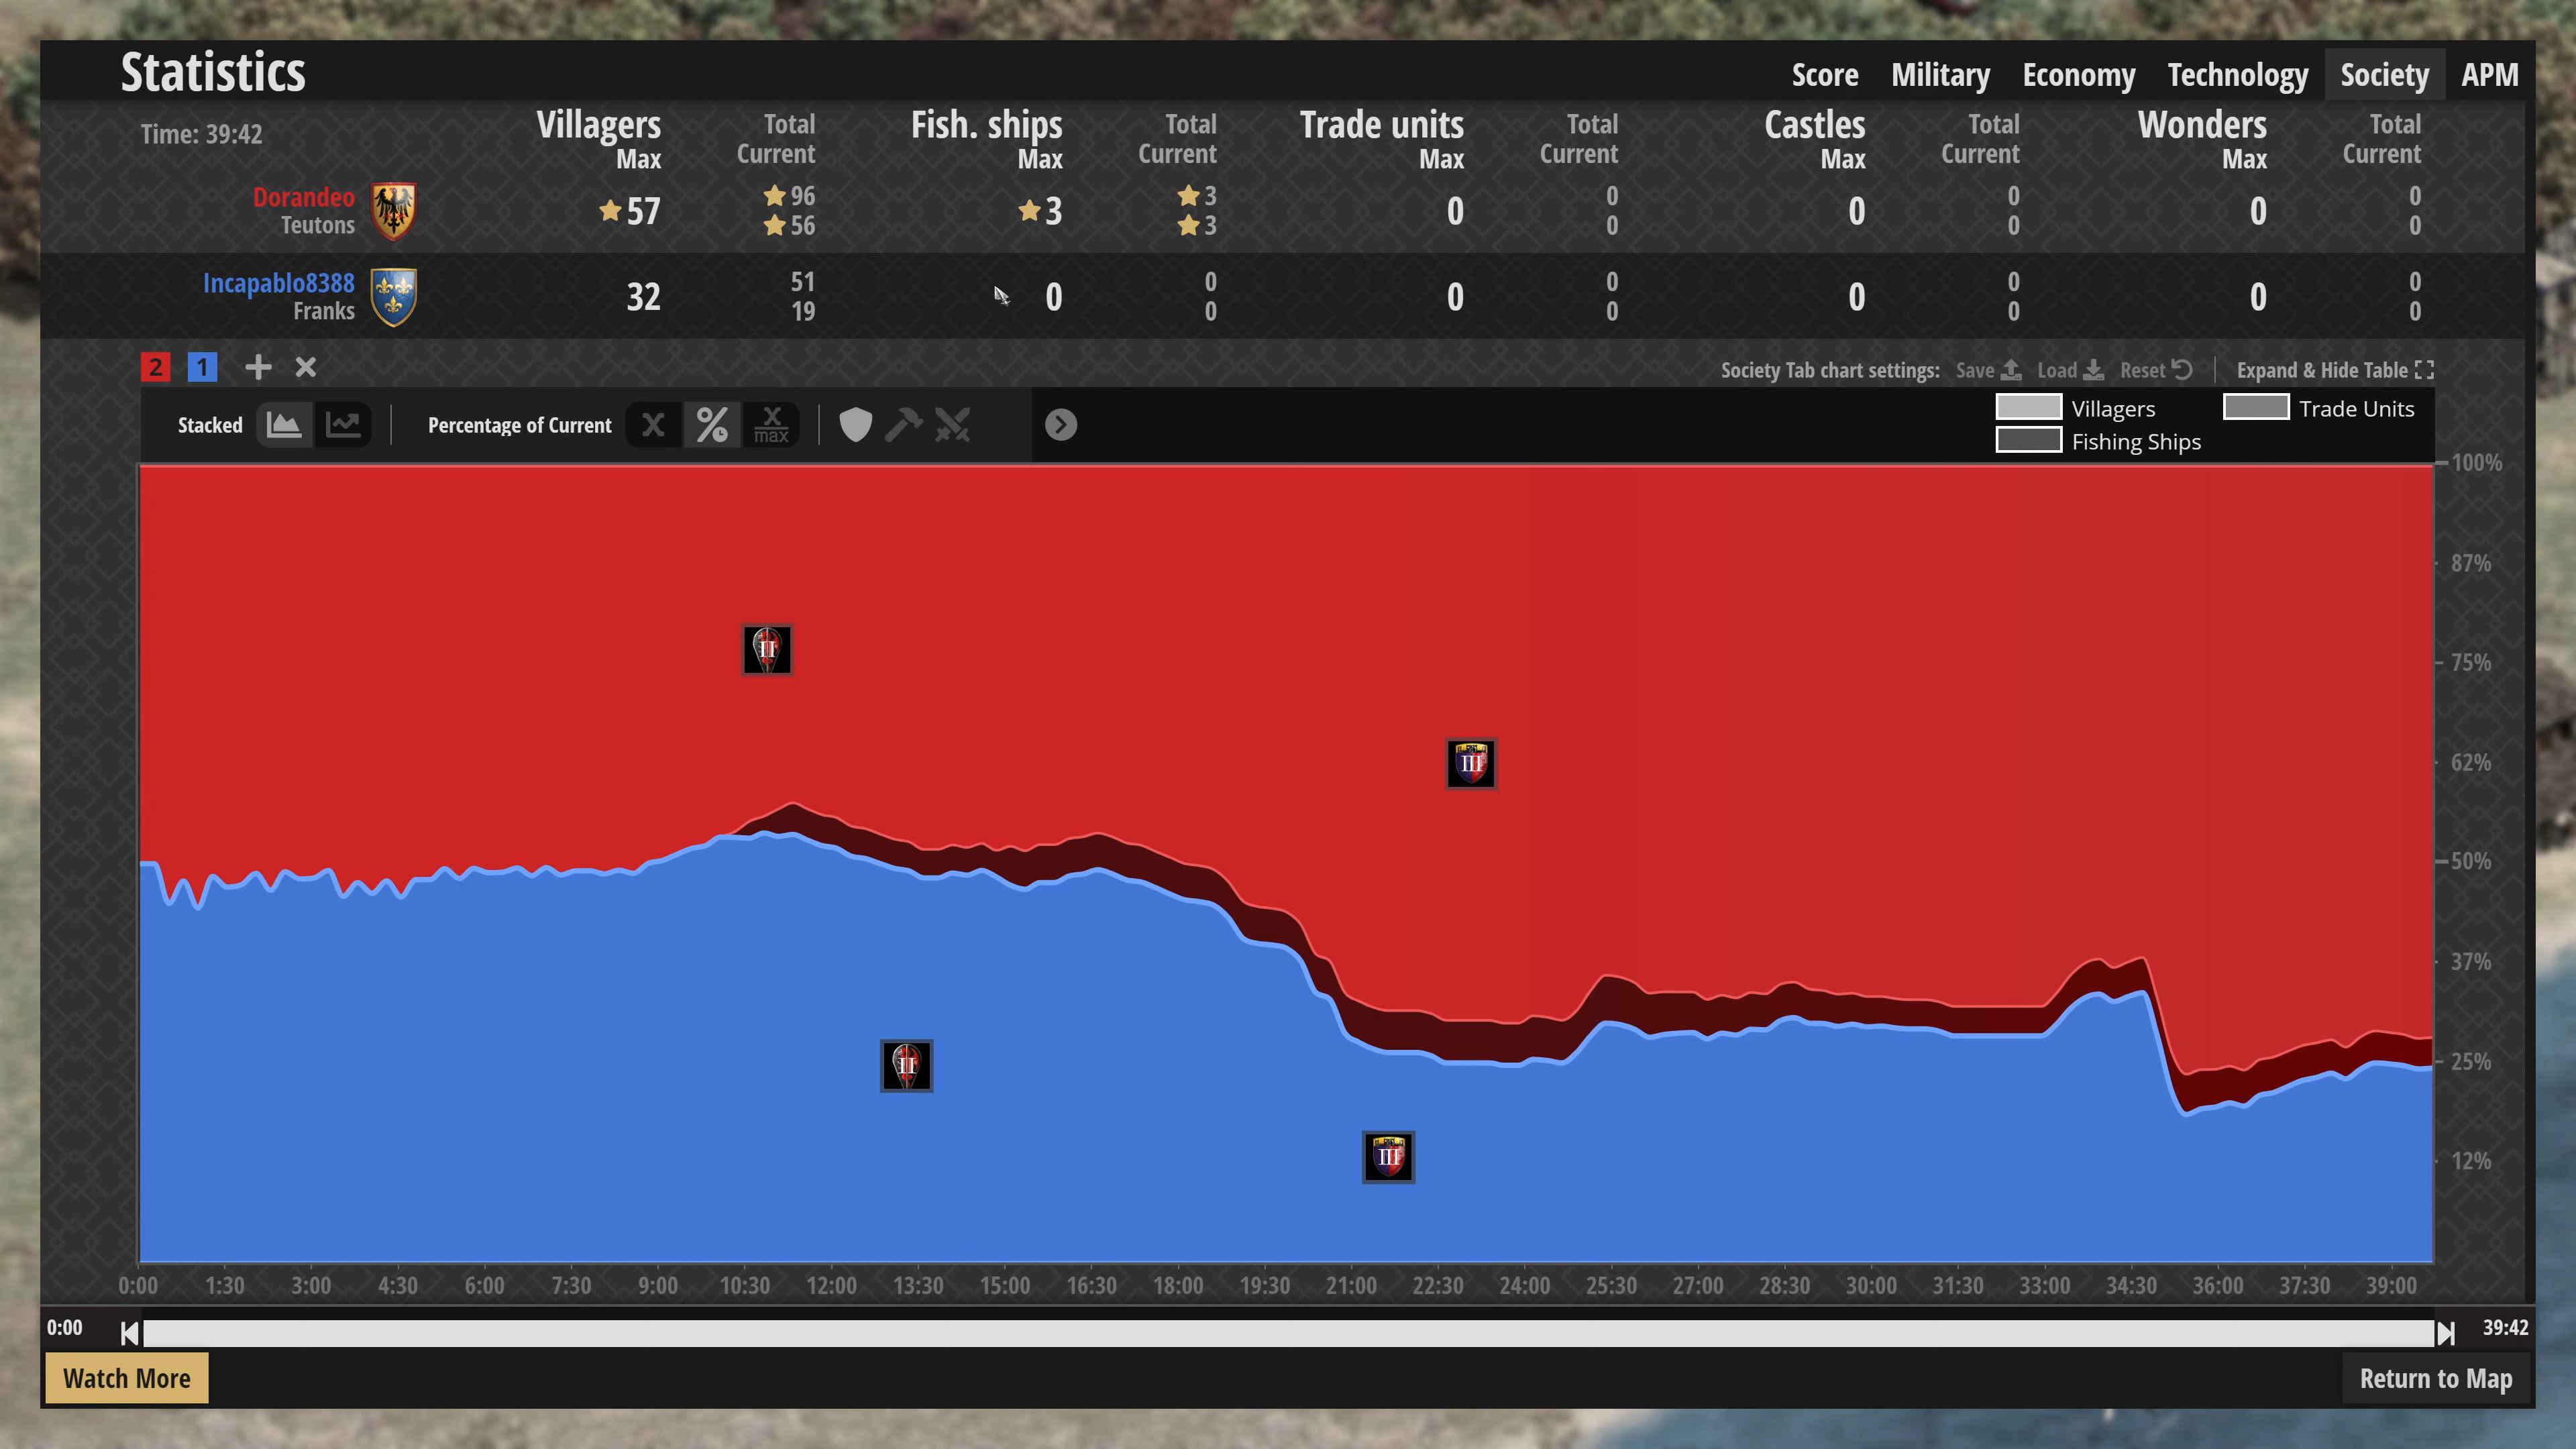 Statistics
Score Military Economy Technology Society APM
Time: 39:42
Villagers Max Total Current Fish. ships Max Total Current Trade units Max Total Current Castles Max Total Current Wonders Max Total Current
Dorandeo Teutons 57 96 56 3 3 3 0 0 0 0 0 0 0 0 0
Incapablo8388 Franks 32 51 19 0 0 0 0 0 0 0 0 0 0 0 0
2 1
Society Tab chart settings: Save Load Reset Expand & Hide Table
Stacked Percentage of Current X % X max
Villagers Trade Units
Fishing Ships
100%
87%
75%
62%
50%
37%
25%
12%
II
III
II
III
0:00 1:30 3:00 4:30 6:00 7:30 9:00 10:30 12:00 13:30 15:00 16:30 18:00 19:30 21:00 22:30 24:00 25:30 27:00 28:30 30:00 31:30 33:00 34:30 36:00 37:30 39:00
0:00 39:42
Watch More Return to Map